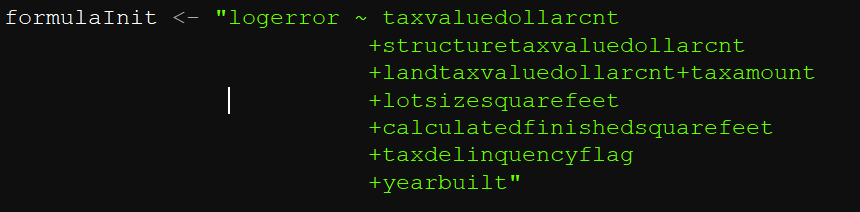 formulaInit <- "logerror ~ taxvaluedollarcnt
+structuretaxvaluedollarcnt
+landtaxvaluedollarcnt+taxamount
+lotsizesquarefeet
+calculatedfinishedsquarefeet
+taxdelinquencyflag
+yearbuilt"